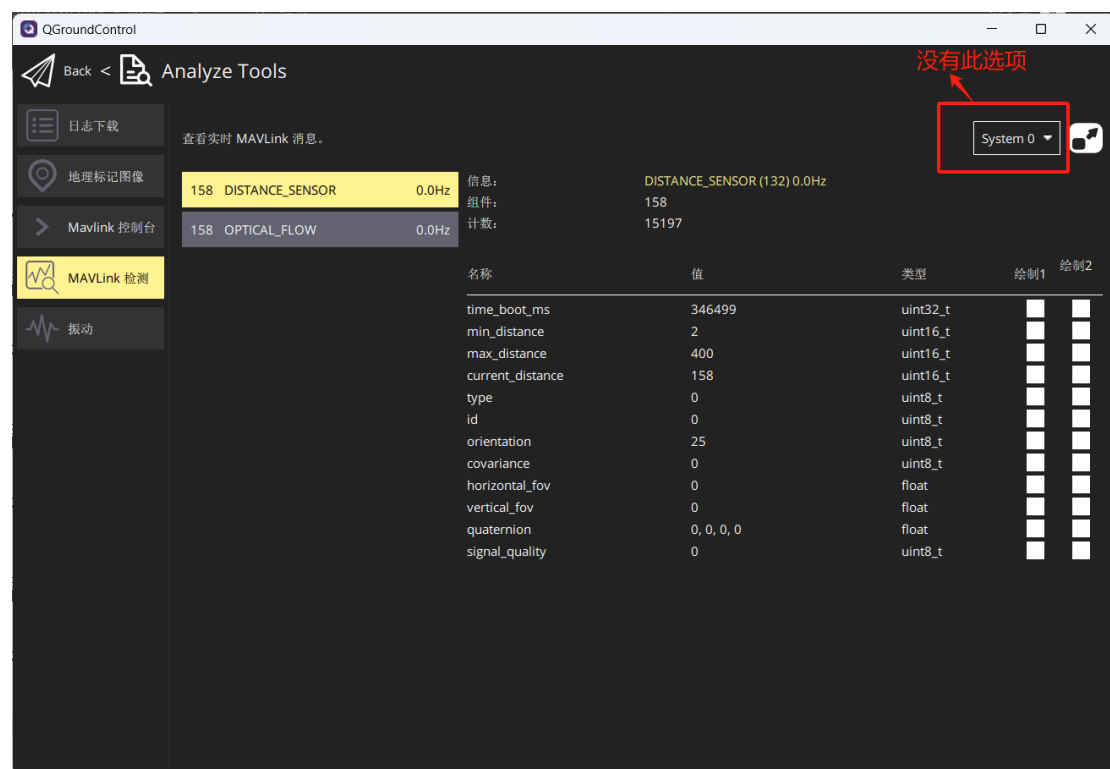 QGroundControl
没有此选项
Back < Analyze Tools
日志下载
查看实时 MAVLink 消息。
System 0
地理标记图像
Mavlink 控制台
MAVLink 检测
振动
158 DISTANCE_SENSOR 0.0Hz
158 OPTICAL_FLOW 0.0Hz
信息: DISTANCE_SENSOR (132) 0.0Hz
组件: 158
计数: 15197
名称 值 类型 绘制1 绘制2
time_boot_ms 346499 uint32_t
min_distance 2 uint16_t
max_distance 400 uint16_t
current_distance 158 uint16_t
type 0 uint8_t
id 0 uint8_t
orientation 25 uint8_t
covariance 0 uint8_t
horizontal_fov 0 float
vertical_fov 0 float
quaternion 0, 0, 0, 0 float
signal_quality 0 uint8_t